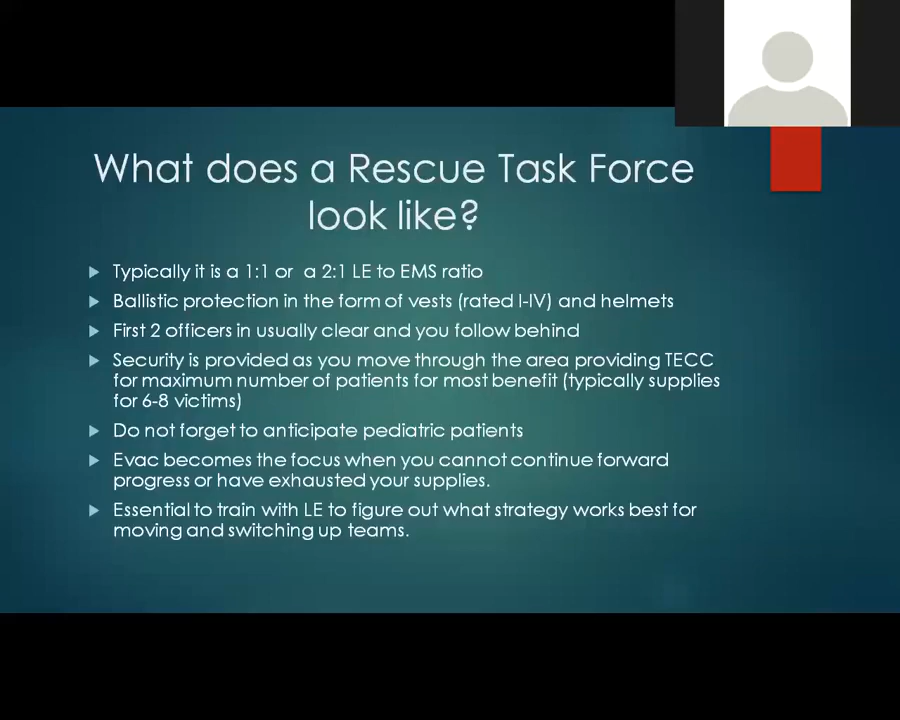 What does a Rescue Task Force
look like?
Typically it is a 1:1 or a 2:1 LE to EMS ratio
Ballistic protection in the form of vests (rated I-IV) and helmets
First 2 officers in usually clear and you follow behind
Security is provided as you move through the area providing TECC
for maximum number of patients for most benefit (typically supplies
for 6-8 victims)
Do not forget to anticipate pediatric patients
Evac becomes the focus when you cannot continue forward
progress or have exhausted your supplies.
Essential to train with LE to figure out what strategy works best for
moving and switching up teams.